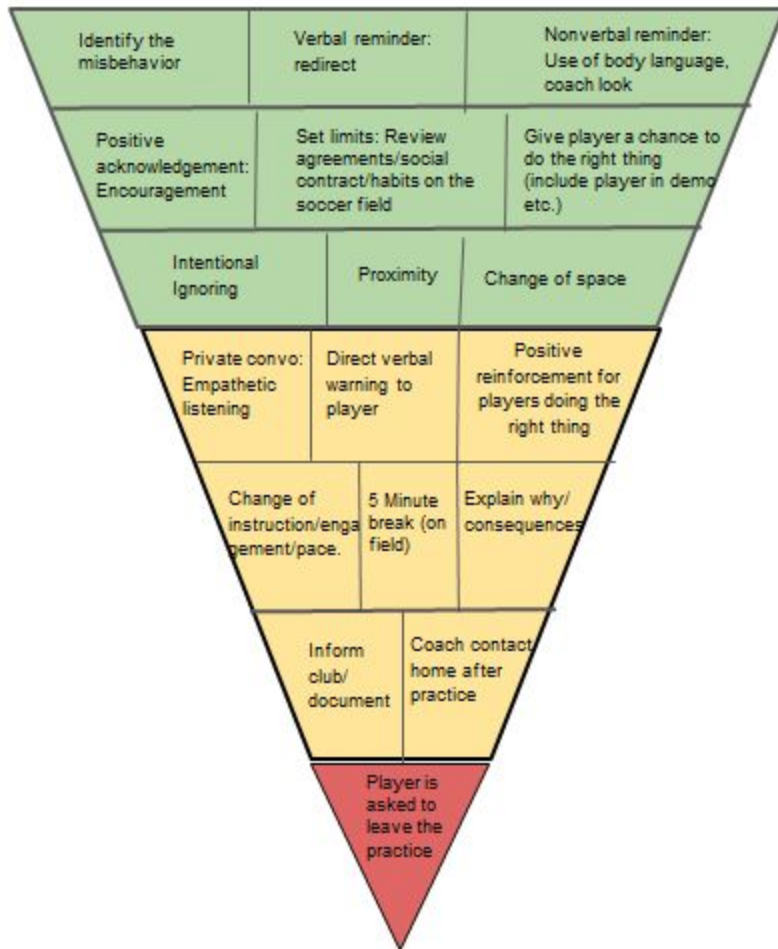 Identify the
misbehavior
Verbal reminder:
redirect
Nonverbal reminder:
Use of body language,
coach look
Positive
acknowledgement:
Encouragement
Set limits: Review
agreements/social
contract/habits on the
soccer field
Give player a chance to
do the right thing
(include player in demo
etc.)
Intentional
Ignoring
Proximity
Change of space
Private convo:
Empathetic
listening
Direct verbal
warning to
player
Positive
reinforcement for
players doing the
right thing
Change of
instruction/enga
gement/pace.
5 Minute
break (on
field)
Explain why/
consequences
Inform
club/
document
Coach contact
home after
practice
Player is
asked to
leave the
practice